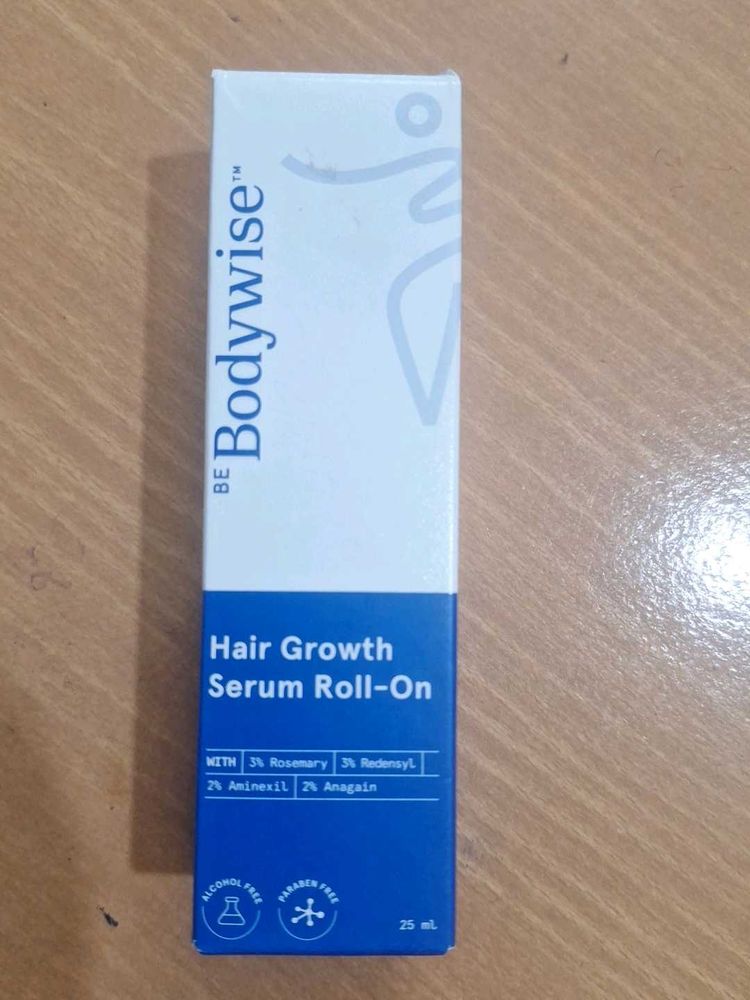 BE Bodywise™
Hair Growth
Serum Roll-On
WITH 3% Rosemary 3% Redensyl
2% Aminexil 2% Anagain
ALCOHOL FREE
PARABEN FREE
25 ml